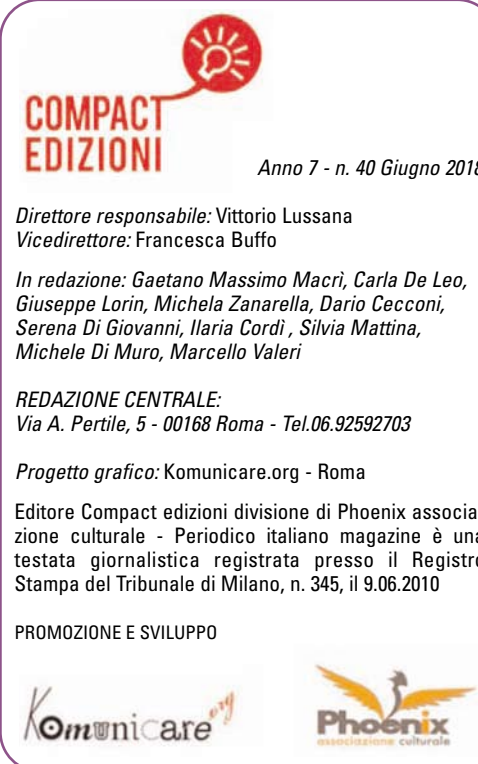 COMPACT
EDIZIONI
Anno 7 - n. 40 Giugno 2018
Direttore responsabile: Vittorio Lussana
Vicedirettore: Francesca Buffo
In redazione: Gaetano Massimo Macrì, Carla De Leo,
Giuseppe Lorin, Michela Zanarella, Dario Cecconi,
Serena Di Giovanni, Ilaria Cordì , Silvia Mattina,
Michele Di Muro, Marcello Valeri
REDAZIONE CENTRALE:
Via A. Pertile, 5 - 00168 Roma - Tel.06.92592703
Progetto grafico: Komunicare.org - Roma
Editore Compact edizioni divisione di Phoenix associa
zione culturale - Periodico italiano magazine è una
testata giornalistica registrata presso il Registro
Stampa del Tribunale di Milano, n. 345, il 9.06.2010
PROMOZIONE E SVILUPPO
Komunicare org
Phoenix
associazione culturale